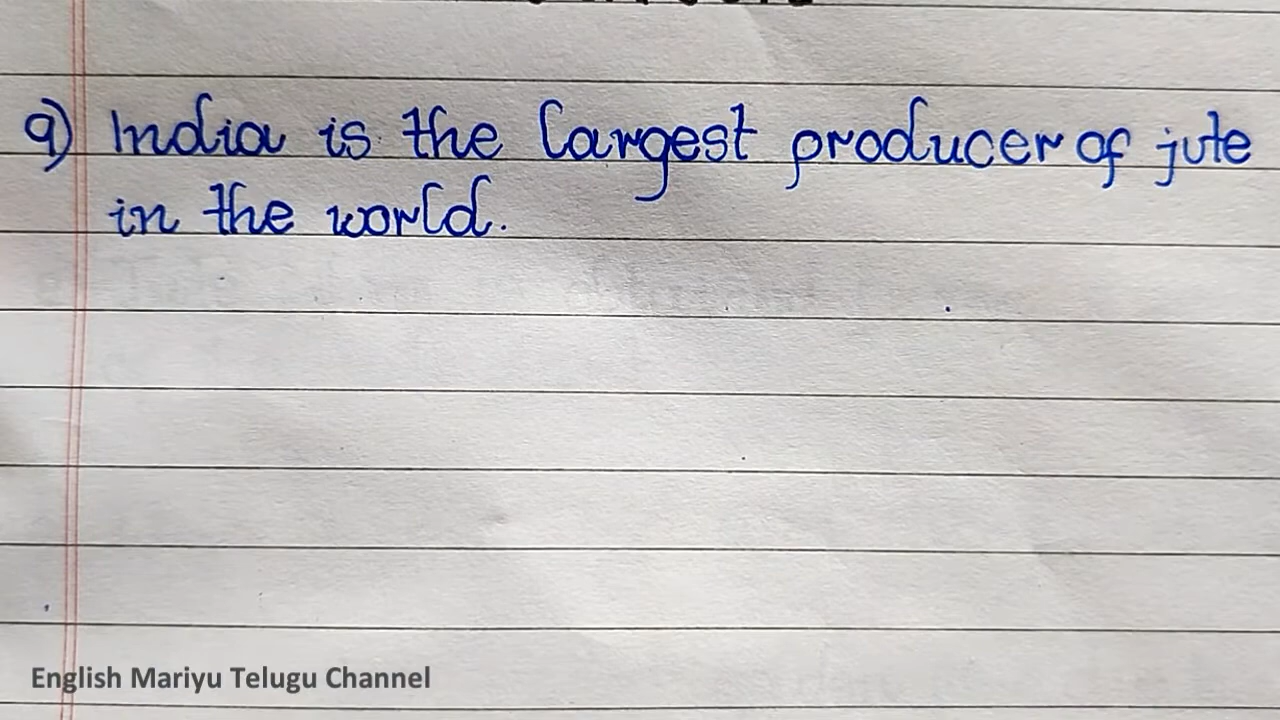 9) India is the largest producer of jute
in the world.
English Mariyu Telugu Channel